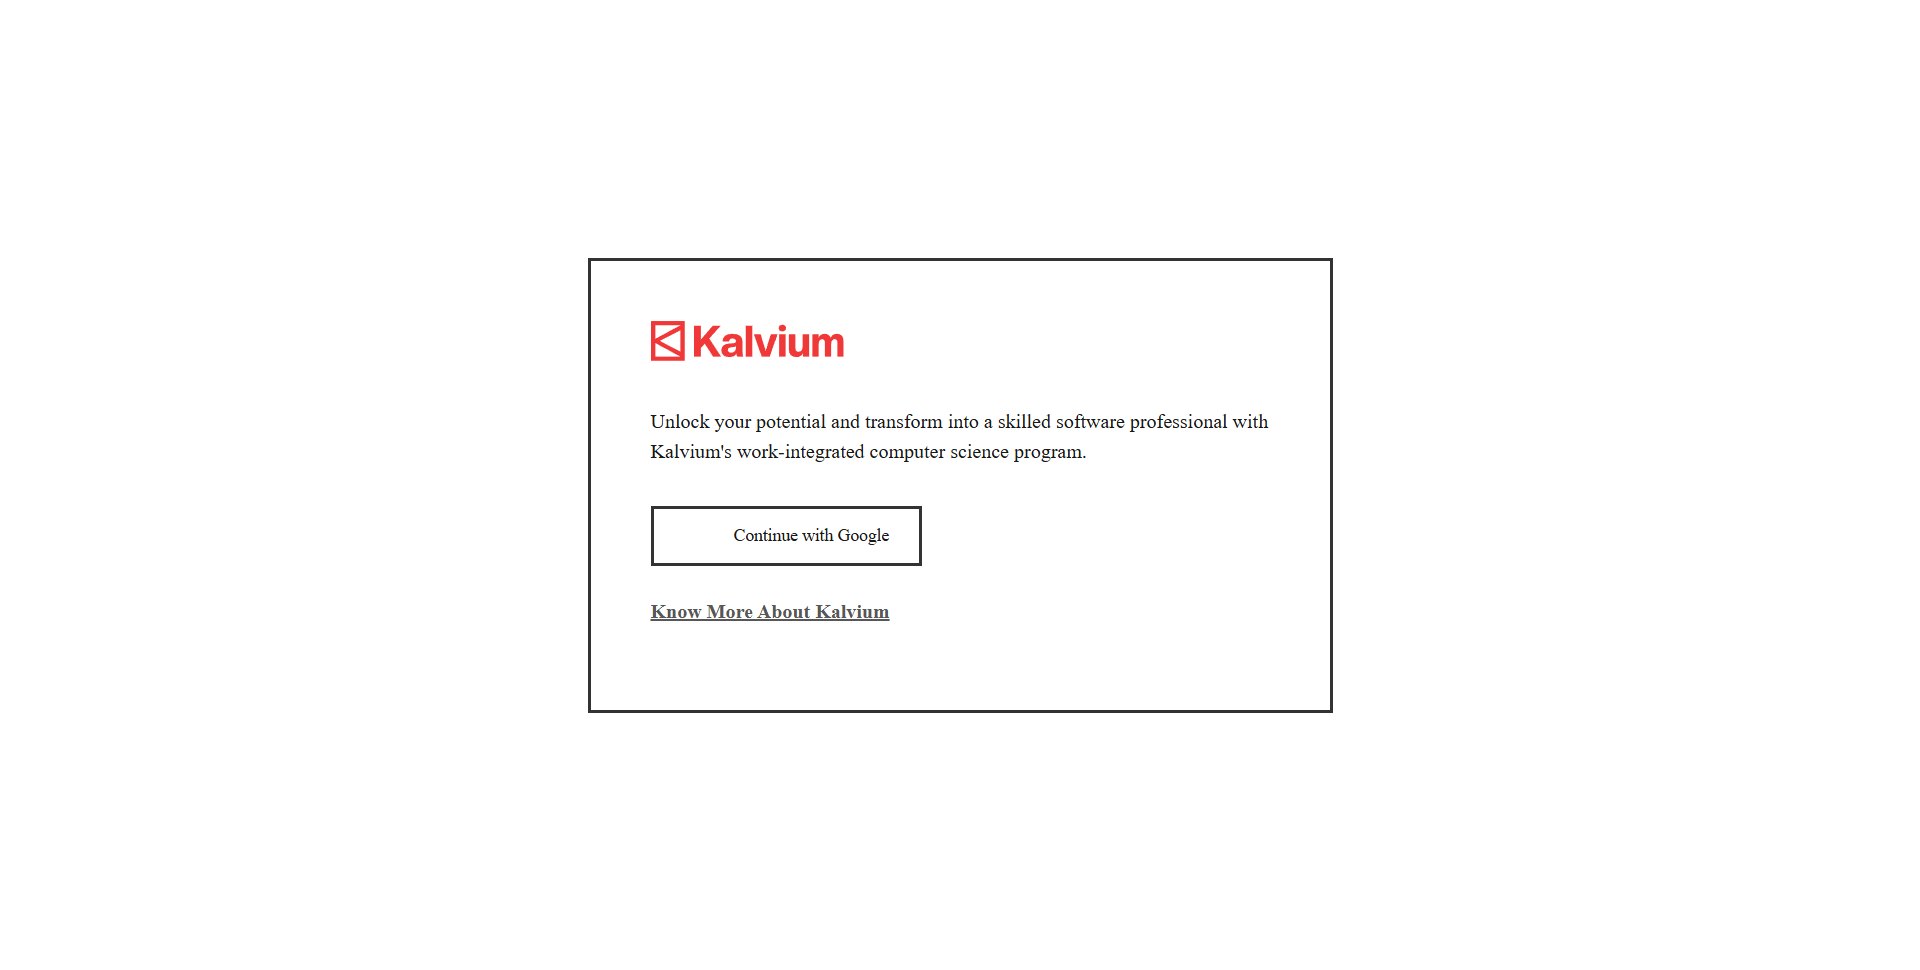 Kalvium
Unlock your potential and transform into a skilled software professional with
Kalvium's work-integrated computer science program.
Continue with Google
Know More About Kalvium